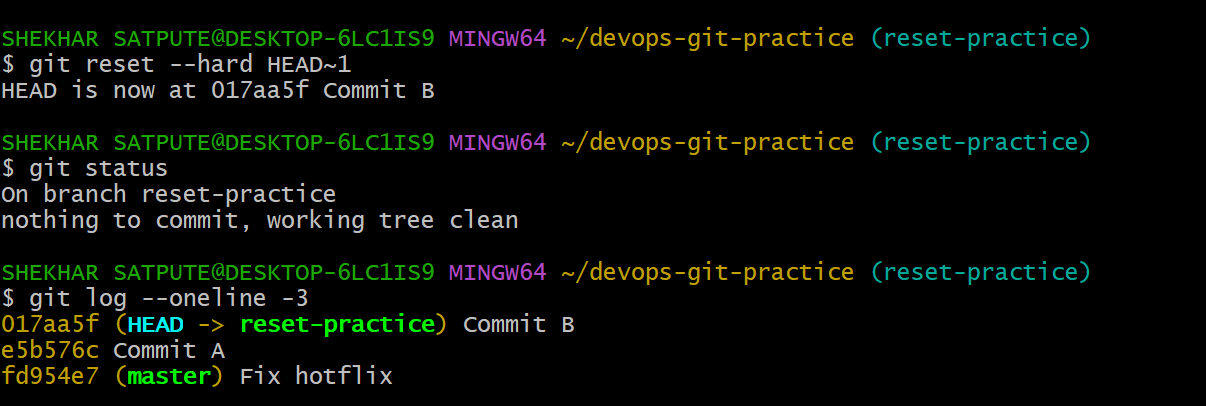 SHEKHAR SATPUTE@DESKTOP-6LC1IS9 MINGW64 ~/devops-git-practice (reset-practice)
$ git reset --hard HEAD~1
HEAD is now at 017aa5f Commit B
SHEKHAR SATPUTE@DESKTOP-6LC1IS9 MINGW64 ~/devops-git-practice (reset-practice)
$ git status
On branch reset-practice
nothing to commit, working tree clean
SHEKHAR SATPUTE@DESKTOP-6LC1IS9 MINGW64 ~/devops-git-practice (reset-practice)
$ git log --oneline -3
017aa5f (HEAD -> reset-practice) Commit B
e5b576c Commit A
fd954e7 (master) Fix hotflix